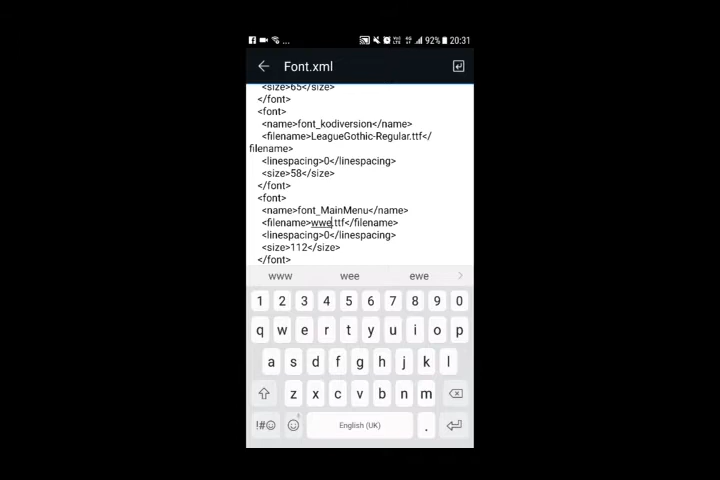 92% 20:31
Font.xml
<size>65</size>
</font>
<font>
<name>font_kodiversion</name>
<filename>LeagueGothic-Regular.ttf</
filename>
<linespacing>0</linespacing>
<size>58</size>
</font>
<font>
<name>font_MainMenu</name>
<filename>wwe.ttf</filename>
<linespacing>0</linespacing>
<size>112</size>
</font>
www wee ewe
1 2 3 4 5 6 7 8 9 0
q w e r t y u i o p
a s d f g h j k l
z x c v b n m
!#☺ English (UK) .